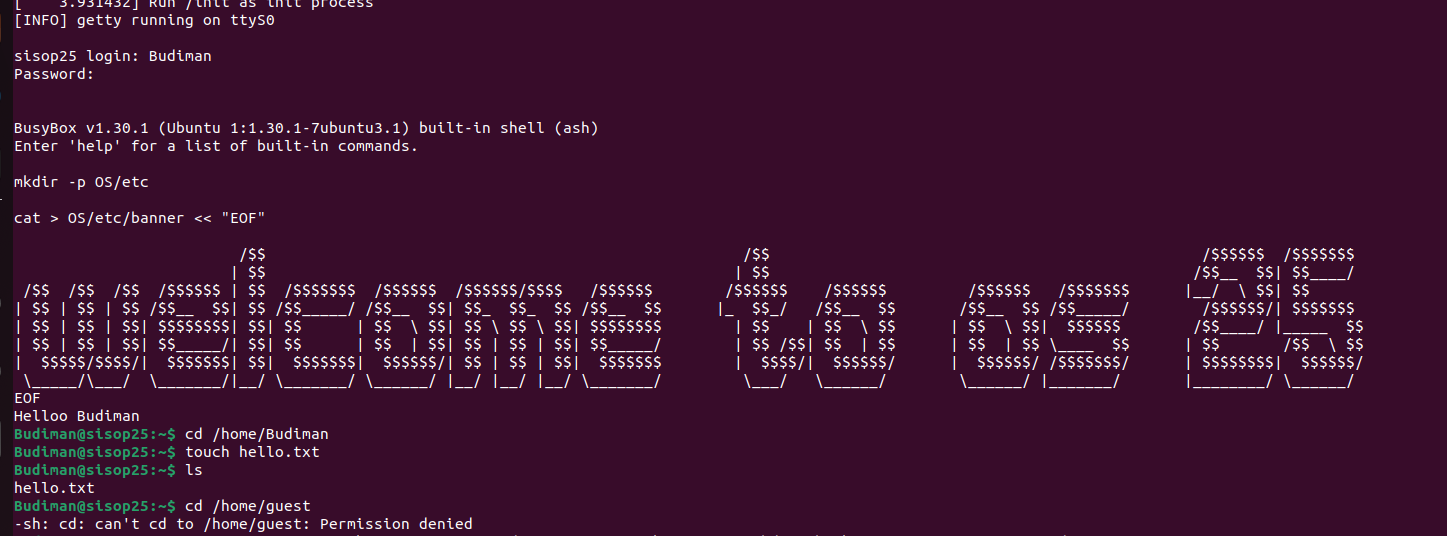 [    3.931432] Run /init as init process
[INFO] getty running on ttyS0

sisop25 login: Budiman
Password:


BusyBox v1.30.1 (Ubuntu 1:1.30.1-7ubuntu3.1) built-in shell (ash)
Enter 'help' for a list of built-in commands.

mkdir -p OS/etc

cat > OS/etc/banner << "EOF"

                         /$$                                                    /$$                                               /$$$$$$  /$$$$$$$
                        | $$                                                   | $$                                              /$$__  $$| $$____/
 /$$  /$$  /$$  /$$$$$$ | $$  /$$$$$$$  /$$$$$$  /$$$$$$/$$$$   /$$$$$$        /$$$$$$    /$$$$$$         /$$$$$$   /$$$$$$$      |__/  \ $$| $$
| $$ | $$ | $$ /$$__  $$| $$ /$$_____/ /$$__  $$| $$_  $$_  $$ /$$__  $$      |_  $$_/   /$$__  $$       /$$__  $$ /$$_____/        /$$$$$$/| $$$$$$$
| $$ | $$ | $$| $$$$$$$$| $$| $$      | $$  \ $$| $$ \ $$ \ $$| $$$$$$$$        | $$    | $$  \ $$      | $$  \ $$|  $$$$$$        /$$____/ |_____  $$
| $$ | $$ | $$| $$_____/| $$| $$      | $$  | $$| $$ | $$ | $$| $$_____/        | $$ /$$| $$  | $$      | $$  | $$ \____  $$      | $$       /$$  \ $$
|  $$$$$/$$$$/|  $$$$$$$| $$|  $$$$$$$|  $$$$$$/| $$ | $$ | $$|  $$$$$$$        |  $$$$/|  $$$$$$/      |  $$$$$$/ /$$$$$$$/      | $$$$$$$$|  $$$$$$/
 \_____/\___/  \_______/|__/ \_______/ \______/ |__/ |__/ |__/ \_______/         \___/   \______/        \______/ |_______/       |________/ \______/
EOF
Helloo Budiman
Budiman@sisop25:~$ cd /home/Budiman
Budiman@sisop25:~$ touch hello.txt
Budiman@sisop25:~$ ls
hello.txt
Budiman@sisop25:~$ cd /home/guest
-sh: cd: can't cd to /home/guest: Permission denied